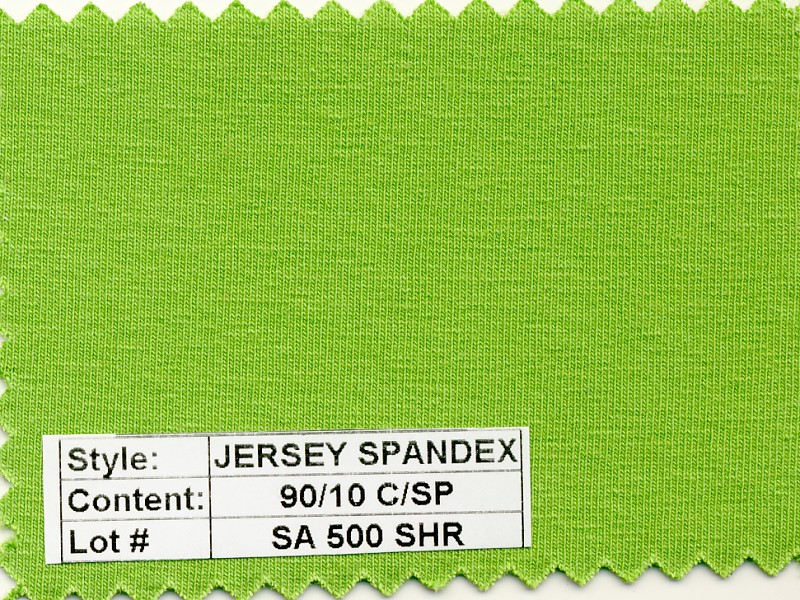 Style: JERSEY SPANDEX
Content: 90/10 C/SP
Lot # SA 500 SHR